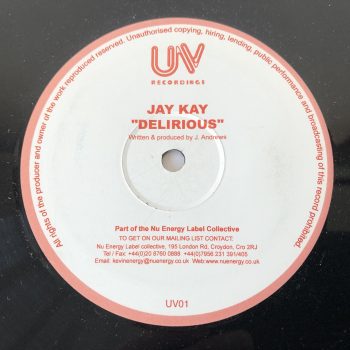 All rights of the producer and owner of the work reproduced reserved. Unauthorised copying, hiring, lending, public performance and broadcasting of this record prohibited.
UV
RECORDINGS
JAY KAY
"DELIRIOUS"
Written & produced by J. Andrews
Part of the Nu Energy Label Collective
TO GET ON OUR MAILING LIST CONTACT:
Nu Energy Label collective, 195 London Rd, Croydon, Cro 2RJ
Tel / Fax: +44(0)20 8760 0888 +44(0)7956 231 391/405
Email: kevinenergy@nuenergy.co.uk Web www.nuenergy.co.uk
UV01